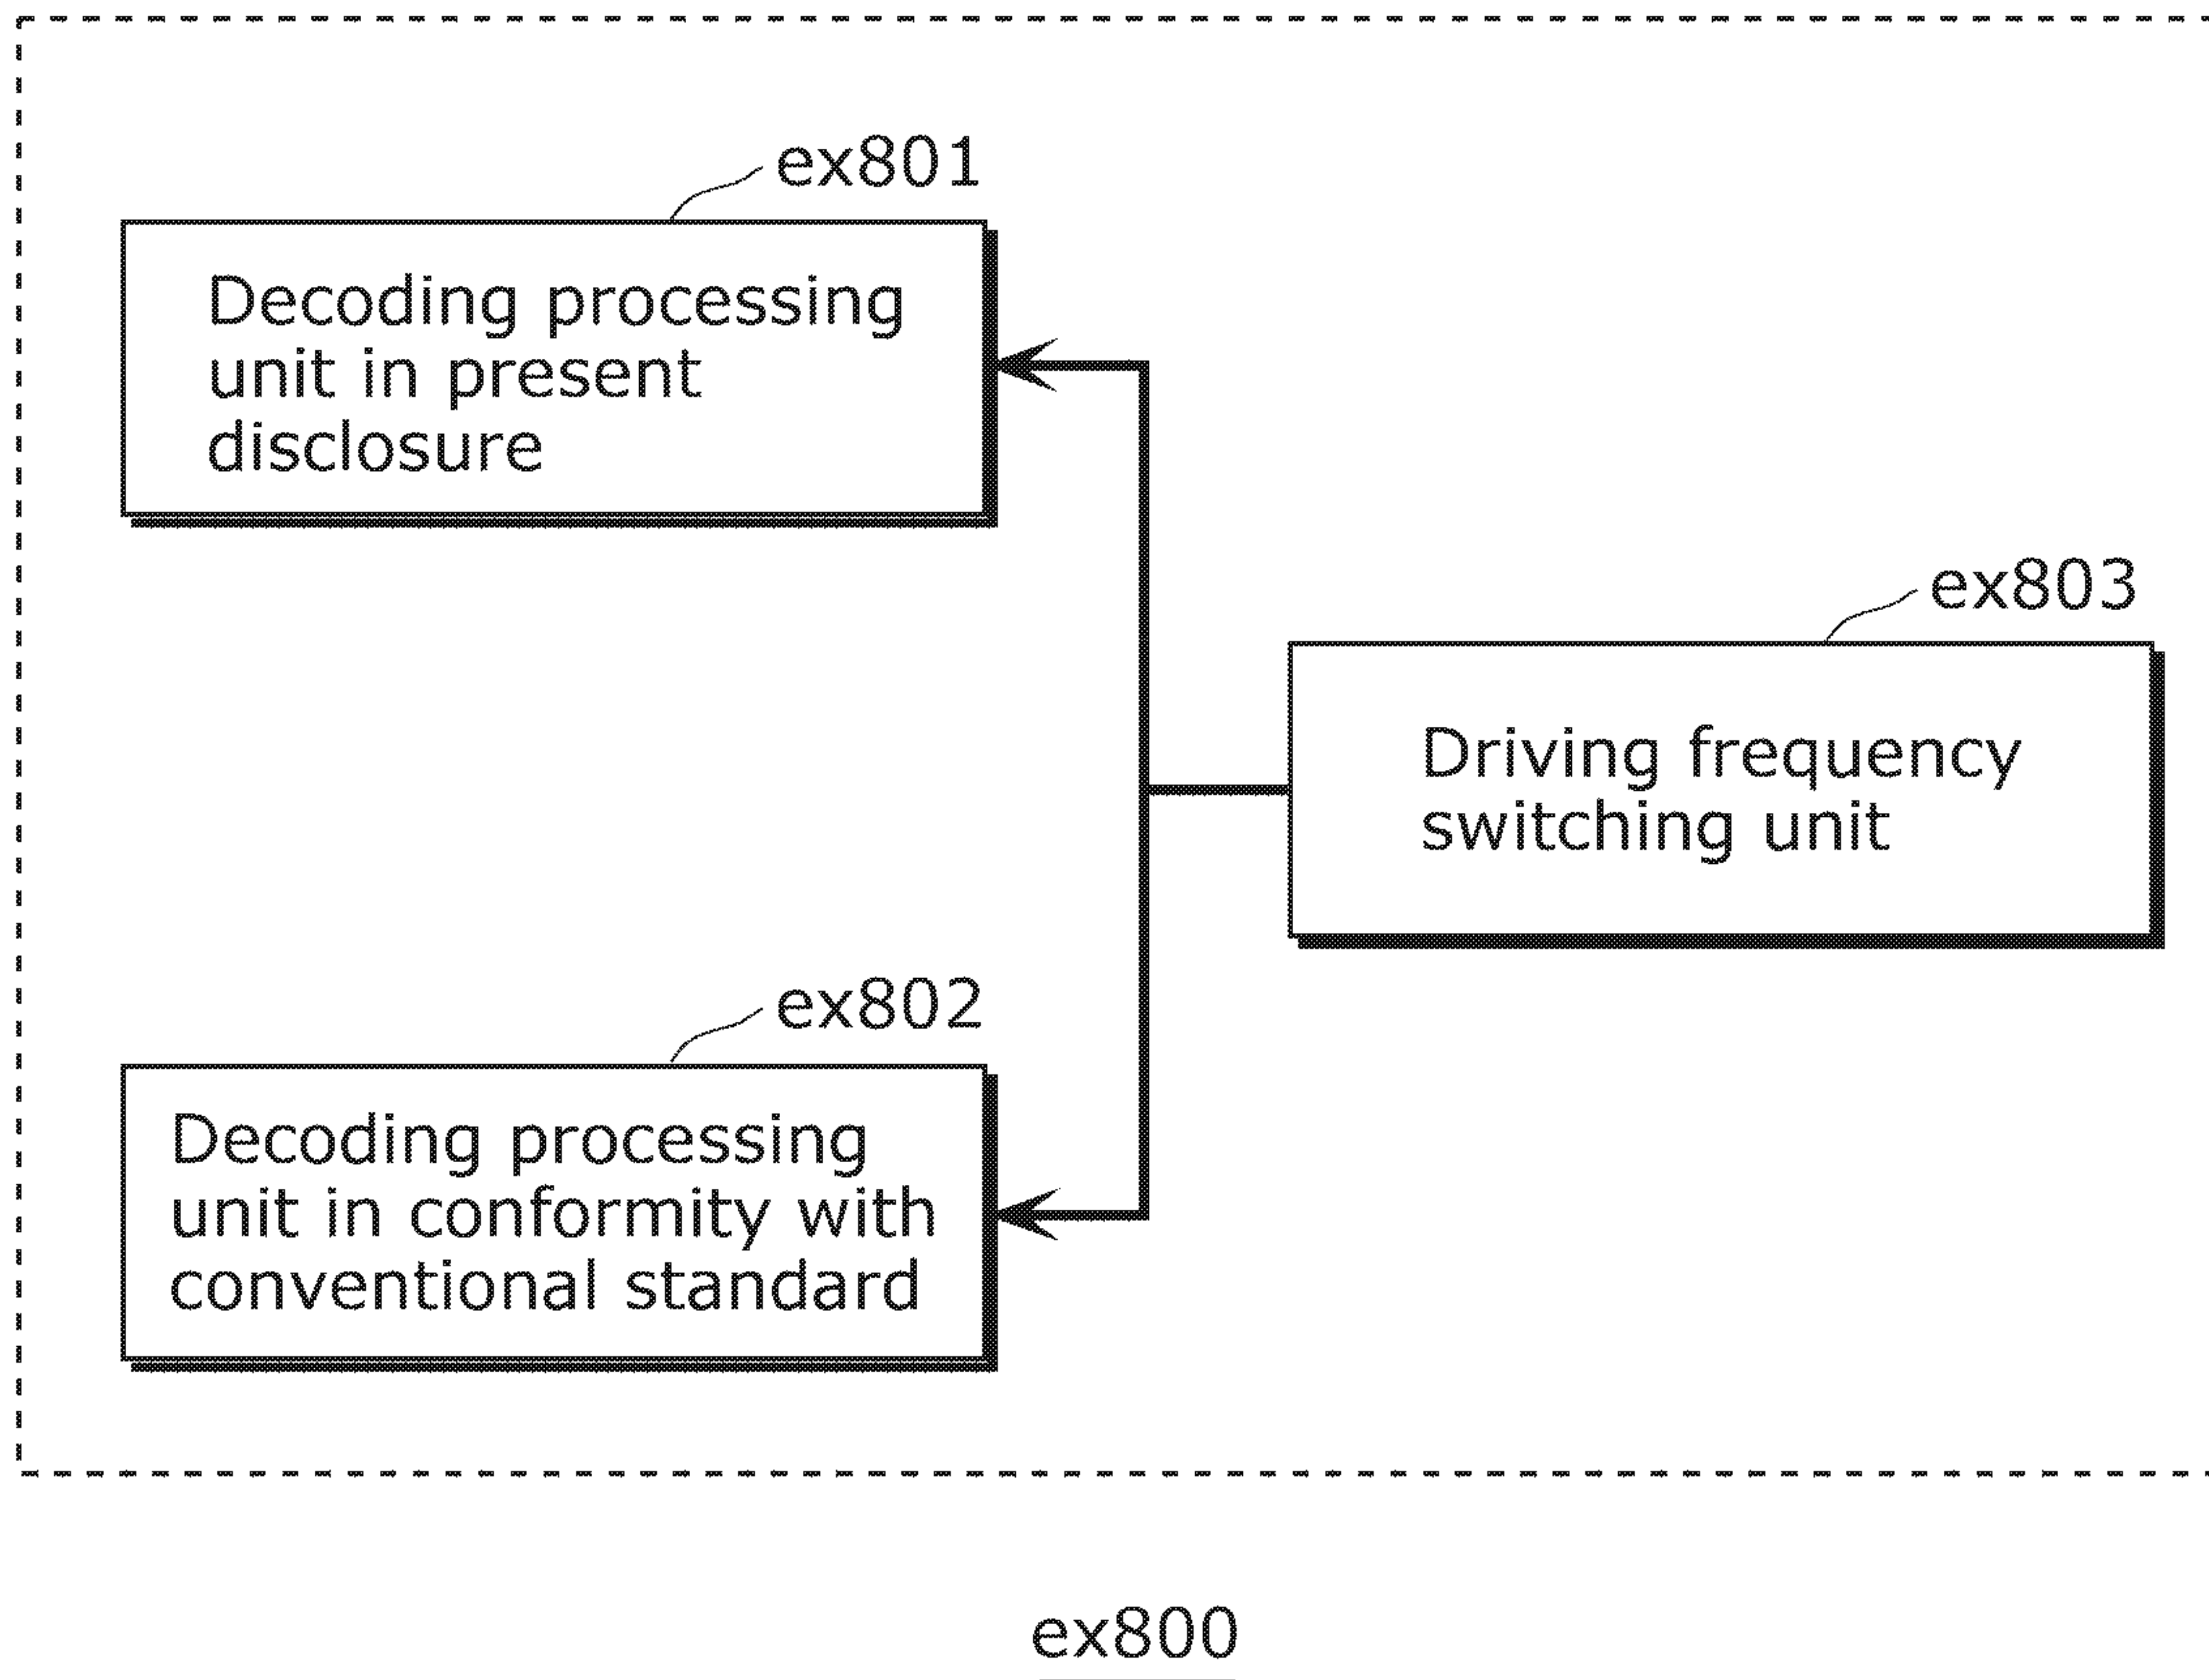 ex801
Decoding processing
unit in present
disclosure
ex803
Driving frequency
switching unit
ex802
Decoding processing
unit in conformity with
conventional standard
ex800